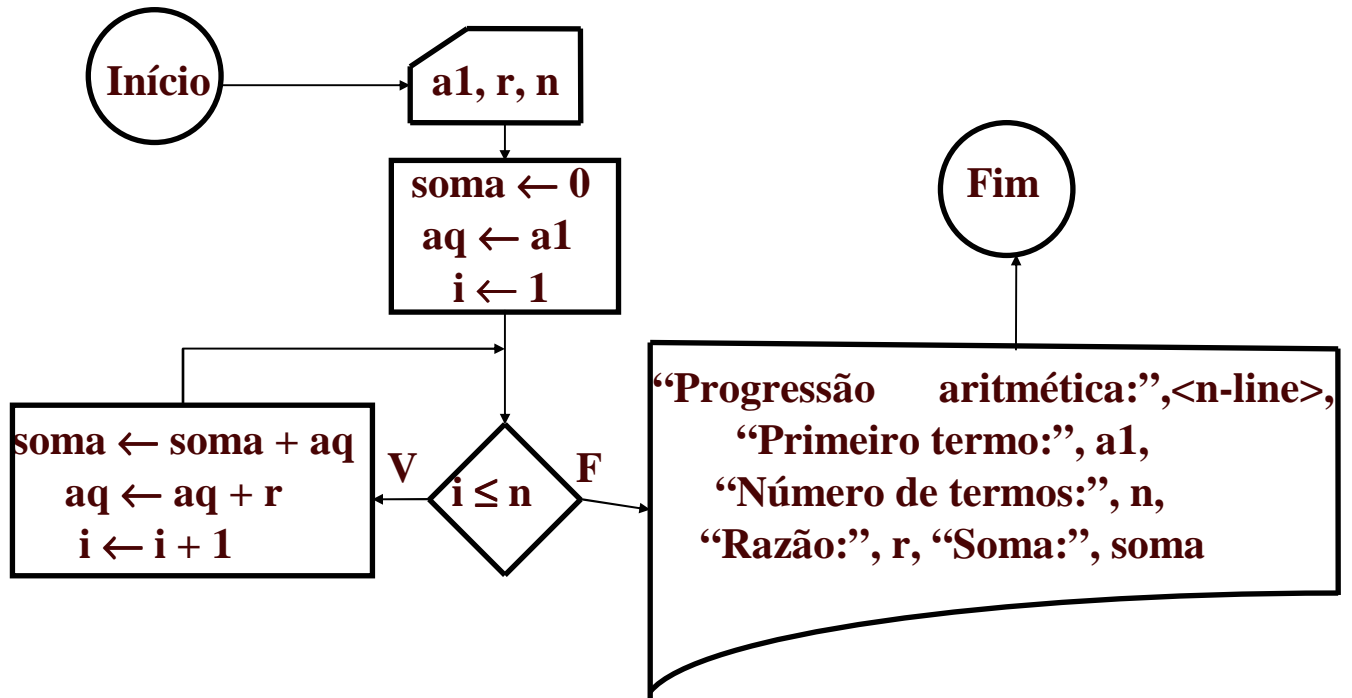 Início
a1, r, n
soma ← 0
aq ← a1
i ← 1
i ≤ n
V
F
soma ← soma + aq
aq ← aq + r
i ← i + 1
“Progressão aritmética:”,<n-line>,
“Primeiro termo:”, a1,
“Número de termos:”, n,
“Razão:”, r, “Soma:”, soma
Fim